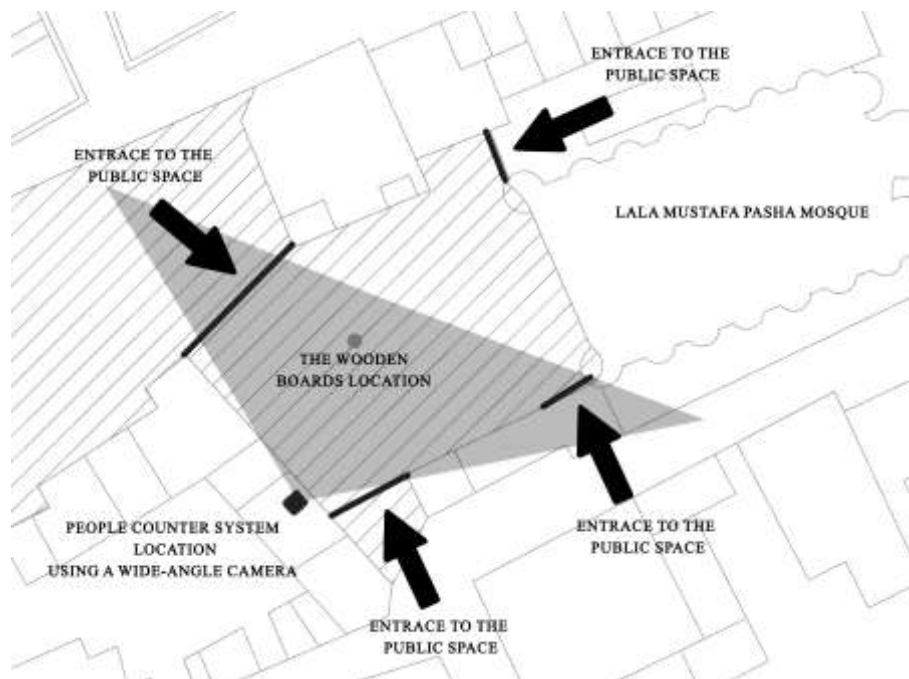 ENTRACE TO THE
PUBLIC SPACE
ENTRACE TO THE
PUBLIC SPACE
LALA MUSTAFA PASHA MOSQUE
THE WOODEN
BOARDS LOCATION
PEOPLE COUNTER SYSTEM
LOCATION
USING A WIDE-ANGLE CAMERA
ENTRACE TO THE
PUBLIC SPACE
ENTRACE TO THE
PUBLIC SPACE